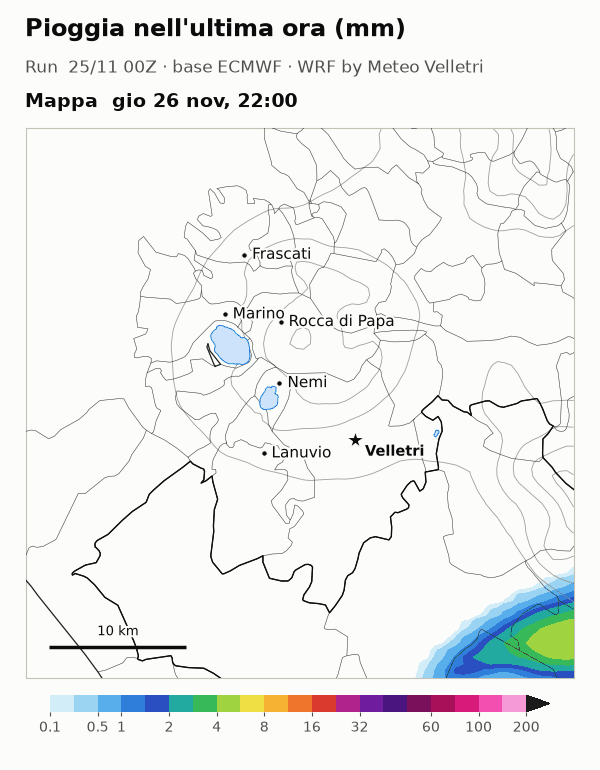 Pioggia nell'ultima ora (mm)
Run  25/11 00Z · base ECMWF · WRF by Meteo Velletri
Mappa  gio 26 nov, 22:00
Frascati
Marino
Rocca di Papa
Nemi
Velletri
Lanuvio
10 km
0.1 0.5 1 2 4 8 16 32 60 100 200